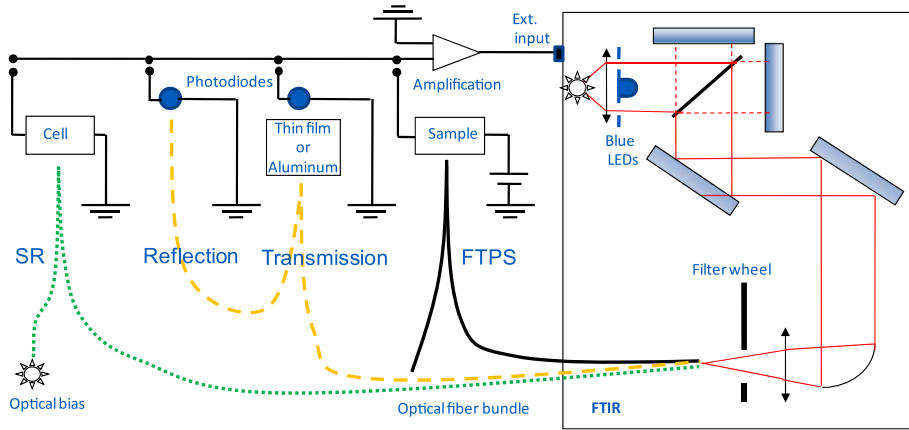 Ext.
input
Photodiodes
Amplification
Cell
Thin film
or
Aluminum
Sample
Blue
LEDs
SR
Reflection
Transmission
FTPS
Filter wheel
Optical bias
Optical fiber bundle
FTIR